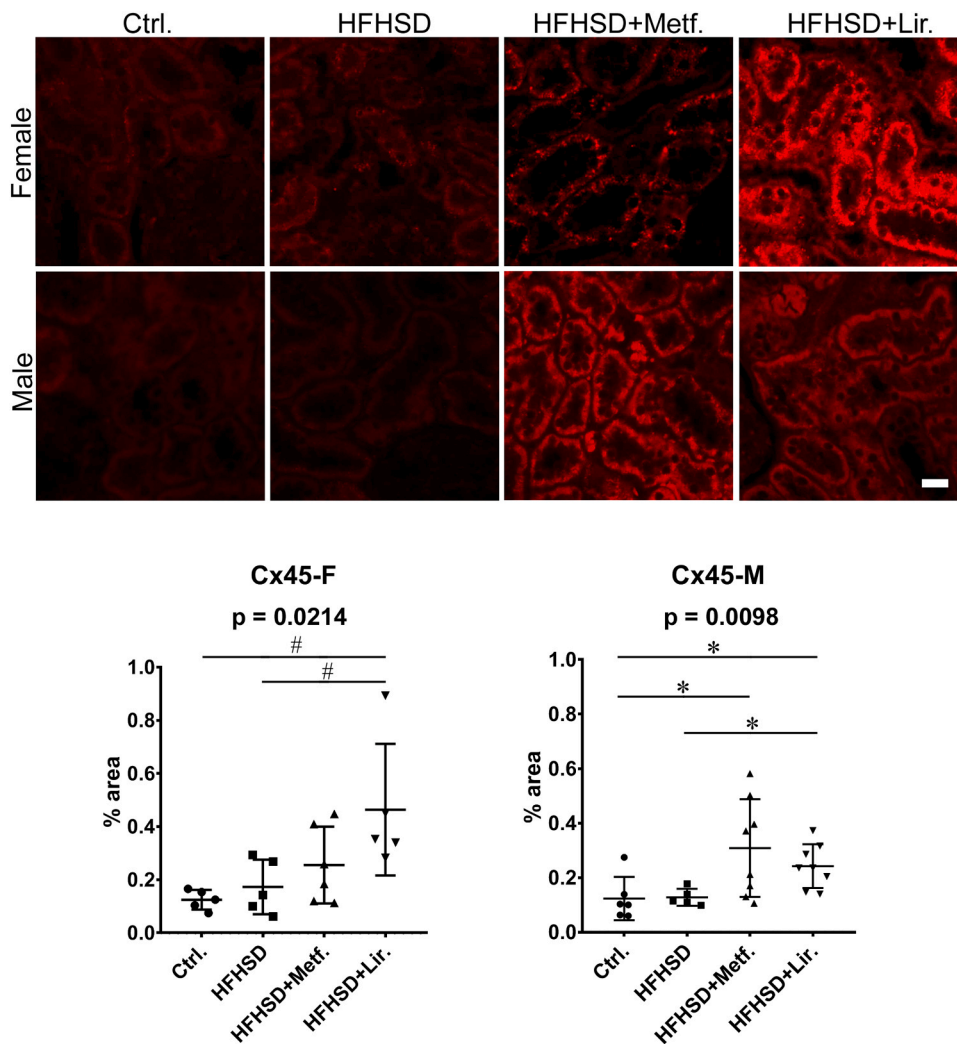 Ctrl. HFHSD HFHSD+Metf. HFHSD+Lir.
Female
Male
Cx45-F
p = 0.0214
#
#
1.0
0.8
0.6
0.4
0.2
0.0
% area
Ctrl.
HFHSD
HFHSD+Metf.
HFHSD+Lir.
Cx45-M
p = 0.0098
*
*
*
1.0
0.8
0.6
0.4
0.2
0.0
% area
Ctrl.
HFHSD
HFHSD+Metf.
HFHSD+Lir.